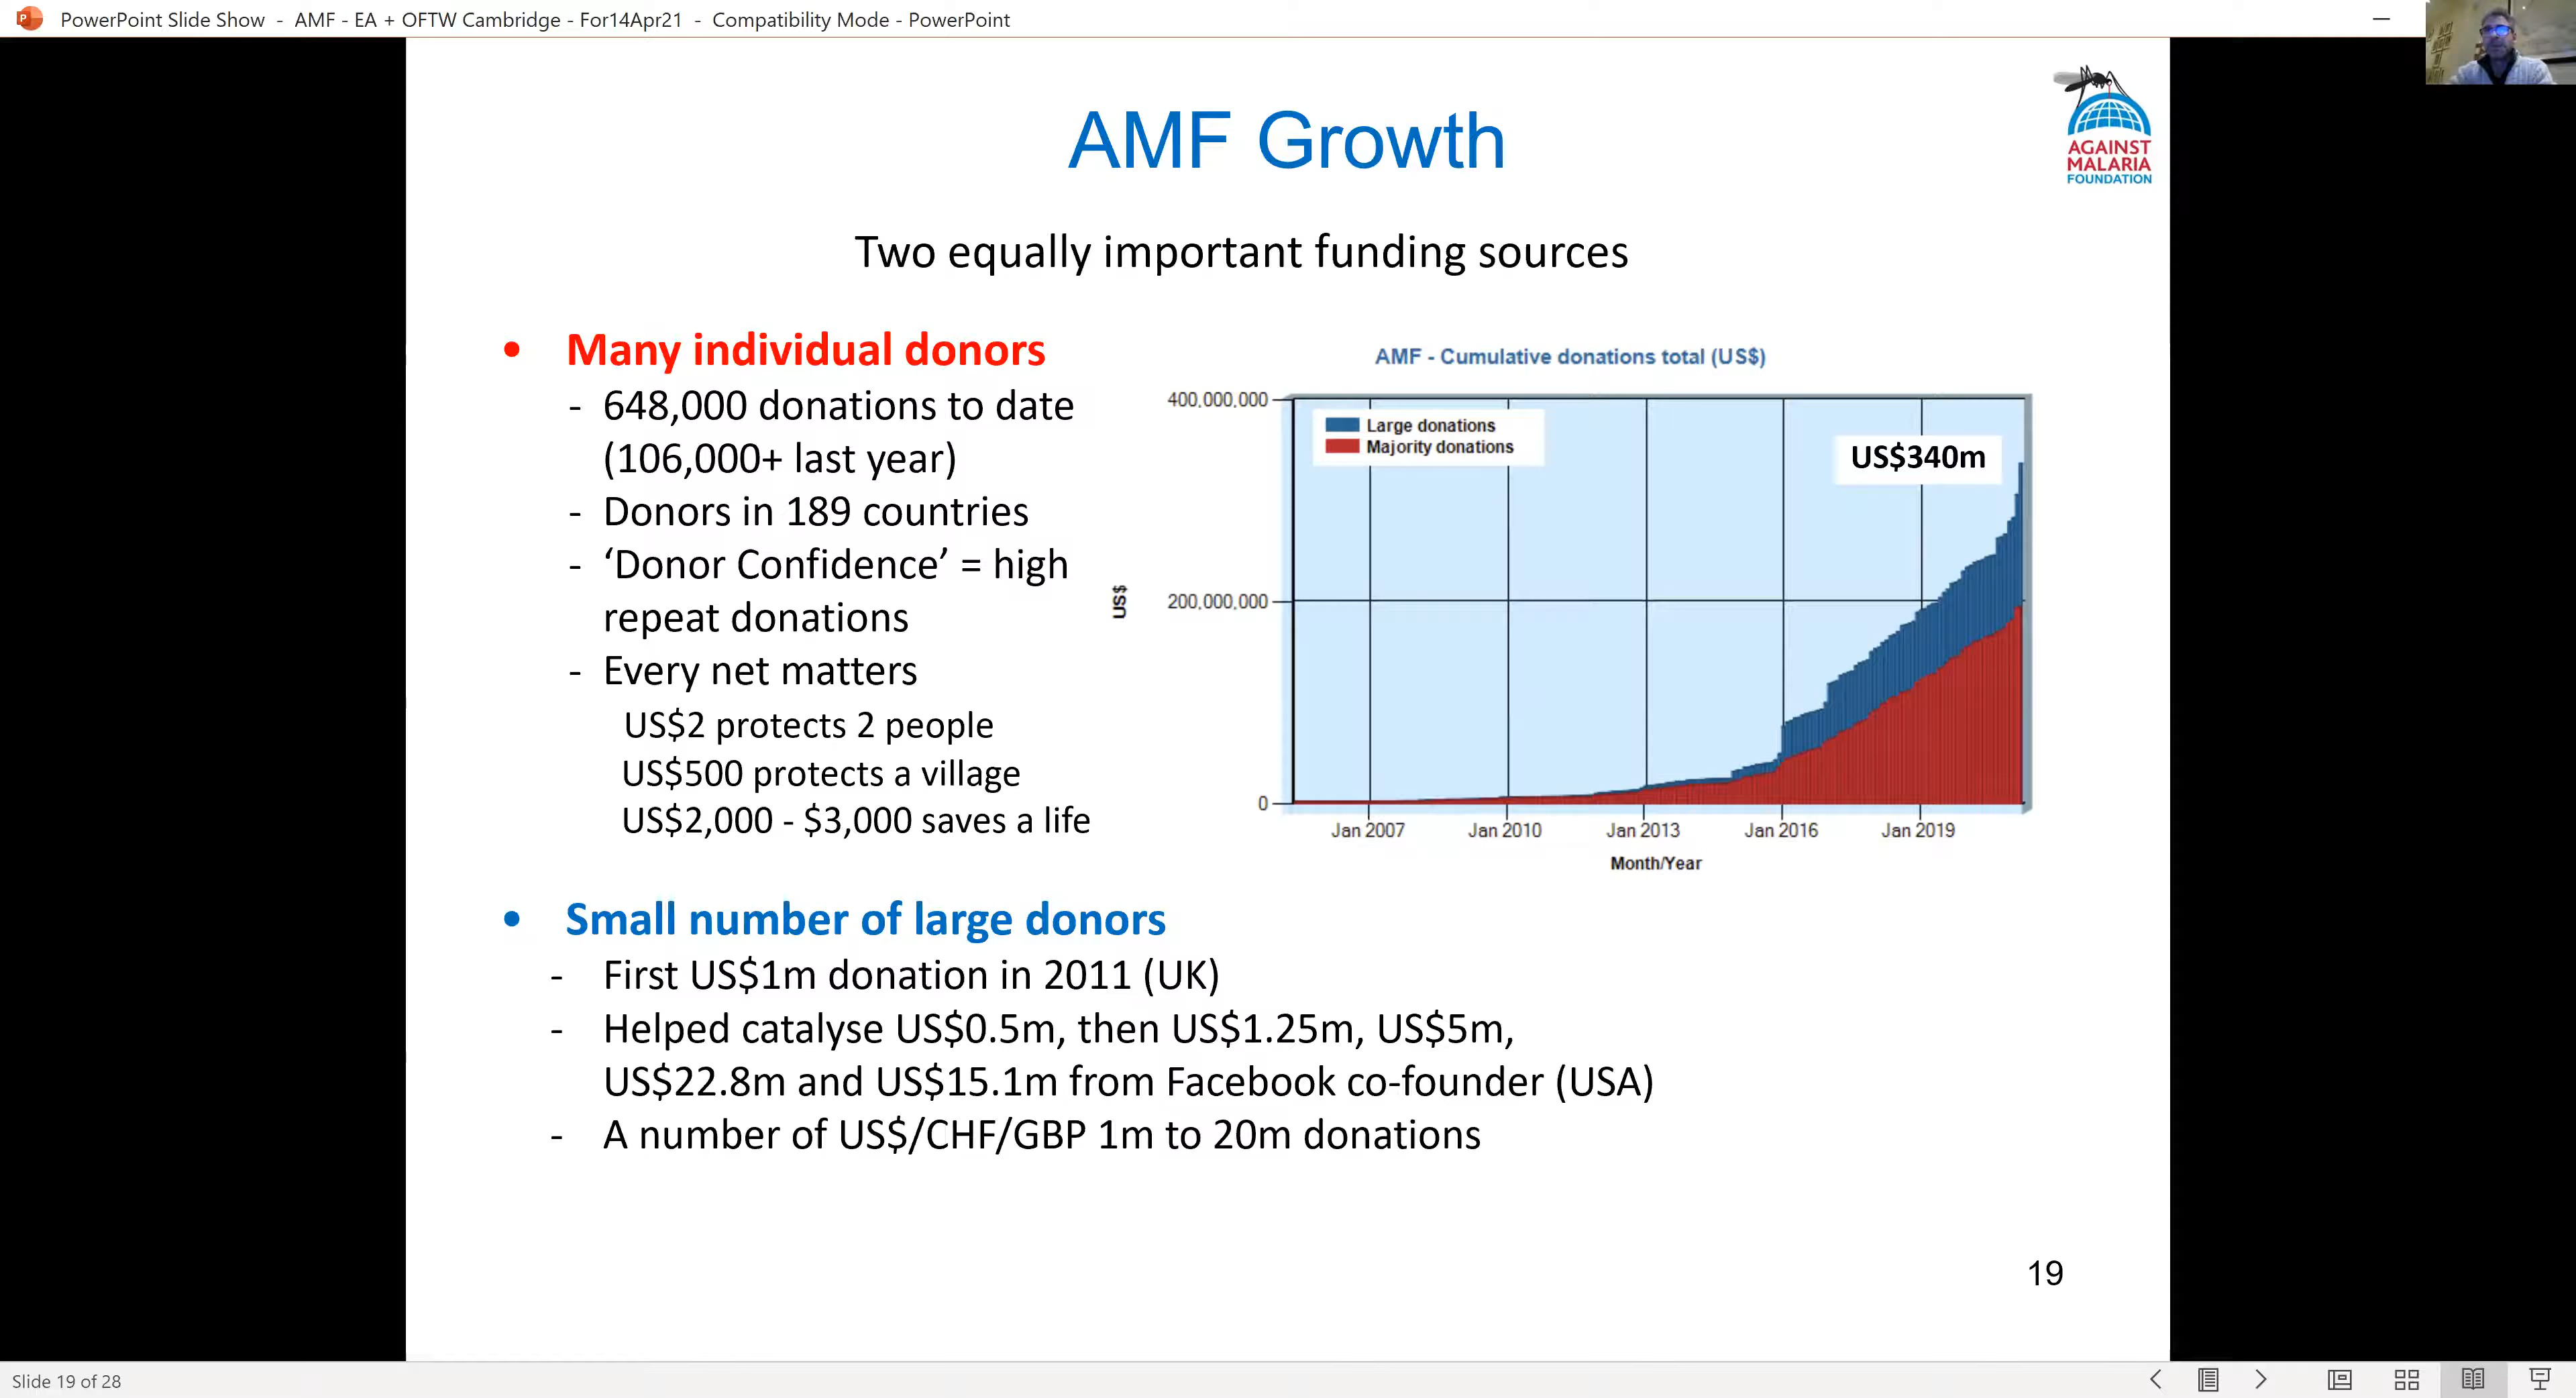 PowerPoint Slide Show - AMF - EA + OFTW Cambridge - For14Apr21 - Compatibility Mode - PowerPoint
AMF Growth
AGAINST
MALARIA
FOUNDATION
Two equally important funding sources
• Many individual donors
- 648,000 donations to date
(106,000+ last year)
- Donors in 189 countries
- ‘Donor Confidence’ = high
repeat donations
- Every net matters
US$2 protects 2 people
US$500 protects a village
US$2,000 - $3,000 saves a life
AMF - Cumulative donations total (US$)
400,000,000
Large donations
Majority donations
US$340m
US$
200,000,000
0
Jan 2007 Jan 2010 Jan 2013 Jan 2016 Jan 2019
Month/Year
• Small number of large donors
- First US$1m donation in 2011 (UK)
- Helped catalyse US$0.5m, then US$1.25m, US$5m,
US$22.8m and US$15.1m from Facebook co-founder (USA)
- A number of US$/CHF/GBP 1m to 20m donations
19
Slide 19 of 28